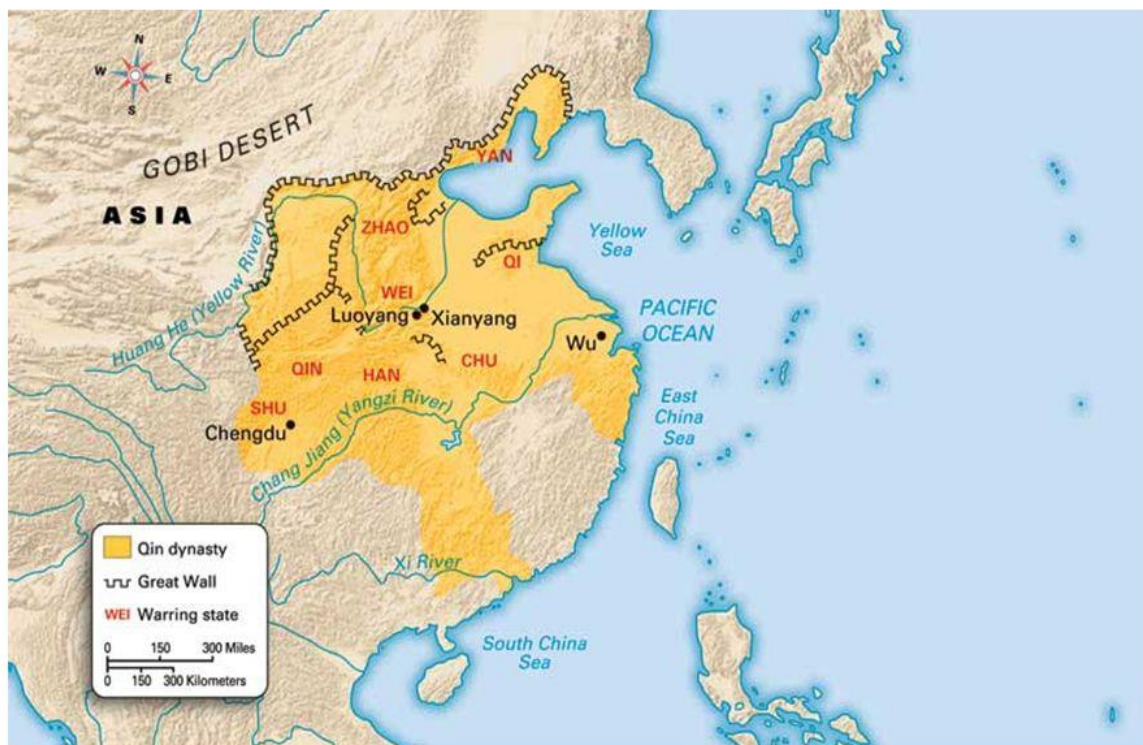 N
W
E
S
GOBI DESERT
ASIA
YAN
ZHAO
Yellow
Sea
QI
Huang He (Yellow River)
WEI
Luoyang
Xianyang
PACIFIC
OCEAN
Wu
CHU
QIN
HAN
East
China
Sea
SHU
Chengdu
Chang Jiang (Yangzi River)
Qin dynasty
Great Wall
WEI Warring state
0 150 300 Miles
0 150 300 Kilometers
Xi River
South China
Sea